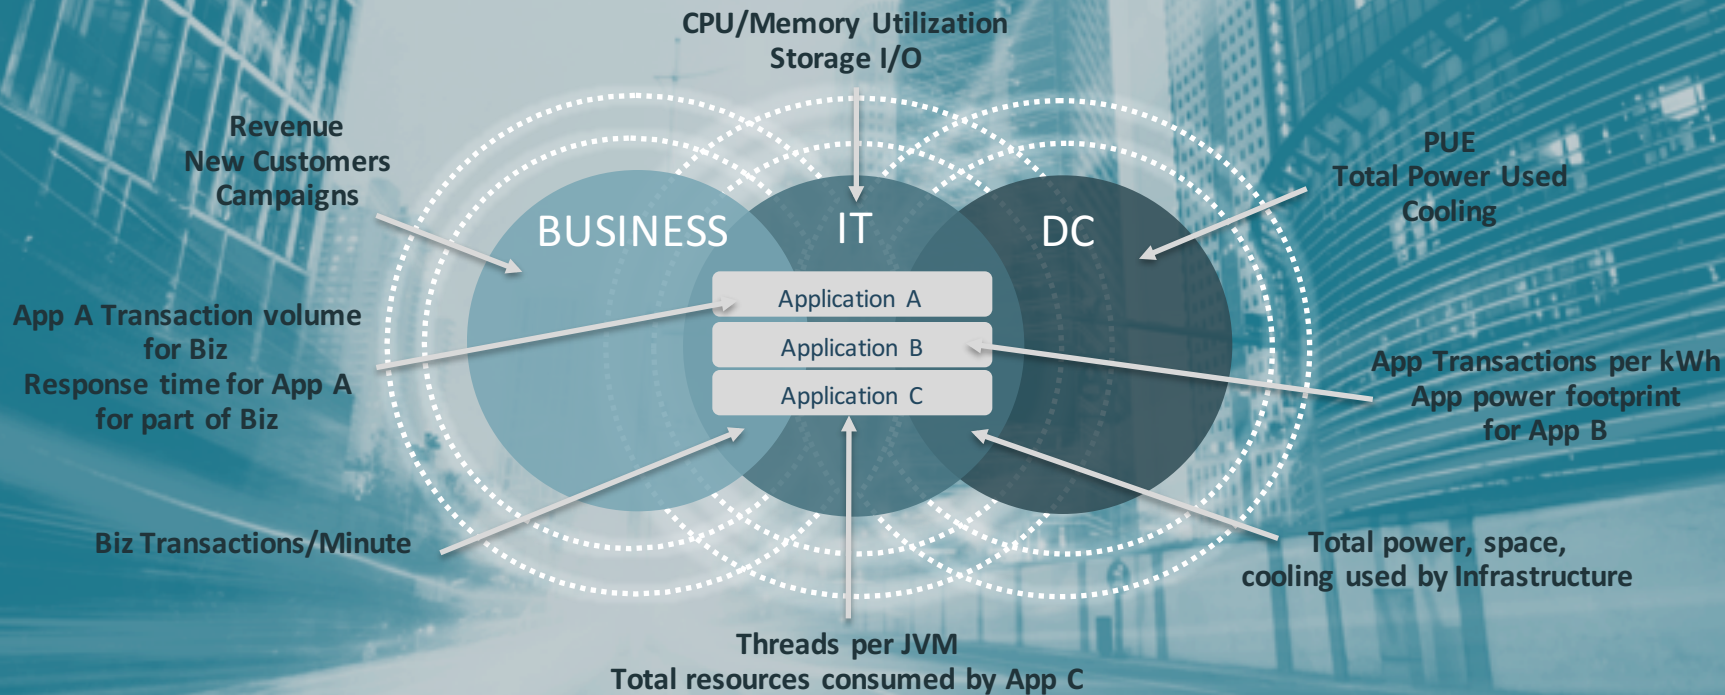 CPU/Memory Utilization
Storage I/O
Revenue
New Customers
Campaigns
PUE
Total Power Used
Cooling
BUSINESS
IT
DC
Application A
Application B
Application C
App A Transaction volume
for Biz
Response time for App A
for part of Biz
App Transactions per kWh
App power footprint
for App B
Biz Transactions/Minute
Total power, space,
cooling used by Infrastructure
Threads per JVM
Total resources consumed by App C